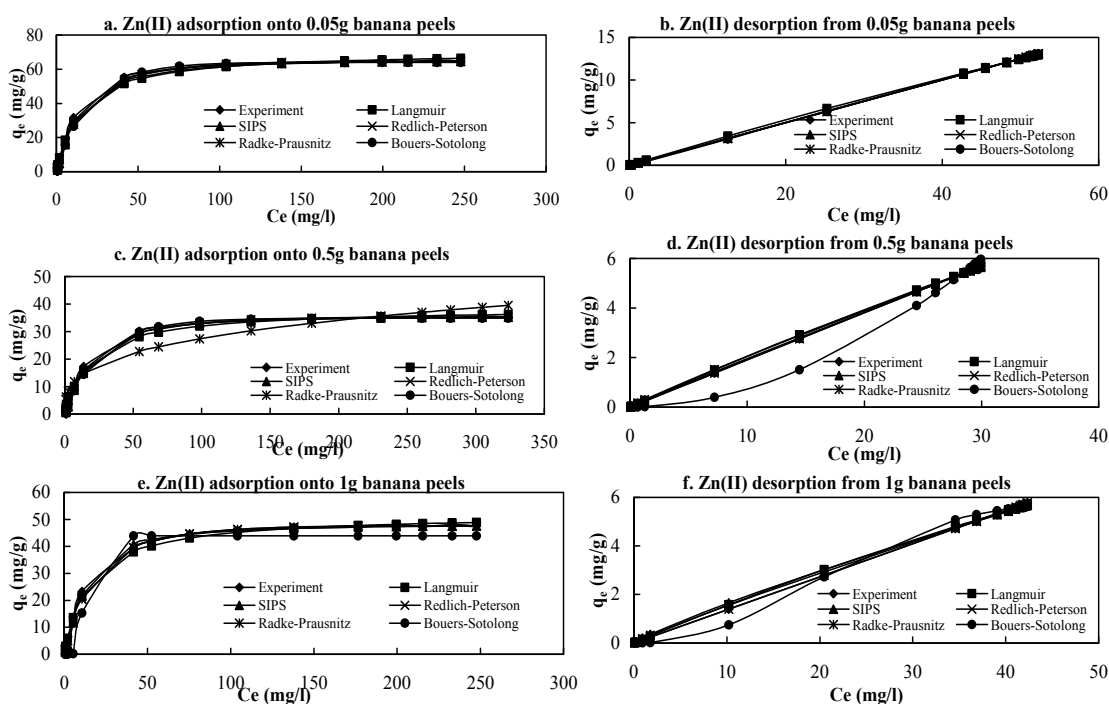 a. Zn(II) adsorption onto 0.05g banana peels
80
60
40
20
0
qe (mg/g)
Experiment
Langmuir
SIPS
Redlich-Peterson
Radke-Prausnitz
Bouers-Sotolong
0 50 100 150 200 250 300
Ce (mg/l)
b. Zn(II) desorption from 0.05g banana peels
15
10
5
0
qe (mg/g)
Experiment
Langmuir
SIPS
Redlich-Peterson
Radke-Prausnitz
Bouers-Sotolong
0 20 40 60
Ce (mg/l)
c. Zn(II) adsorption onto 0.5g banana peels
50
40
30
20
10
0
qe (mg/g)
Experiment
Langmuir
SIPS
Redlich-Peterson
Radke-Prausnitz
Bouers-Sotolong
0 50 100 150 200 250 300 350
Ce (mg/l)
d. Zn(II) desorption from 0.5g banana peels
6
4
2
0
qe (mg/g)
Experiment
Langmuir
SIPS
Redlich-Peterson
Radke-Prausnitz
Bouers-Sotolong
0 10 20 30 40
Ce (mg/l)
e. Zn(II) adsorption onto 1g banana peels
60
50
40
30
20
10
0
qe (mg/g)
Experiment
Langmuir
SIPS
Redlich-Peterson
Radke-Prausnitz
Bouers-Sotolong
0 50 100 150 200 250 300
Ce (mg/l)
f. Zn(II) desorption from 1g banana peels
6
4
2
0
qe (mg/g)
Experiment
Langmuir
SIPS
Redlich-Peterson
Radke-Prausnitz
Bouers-Sotolong
0 10 20 30 40 50
Ce (mg/l)